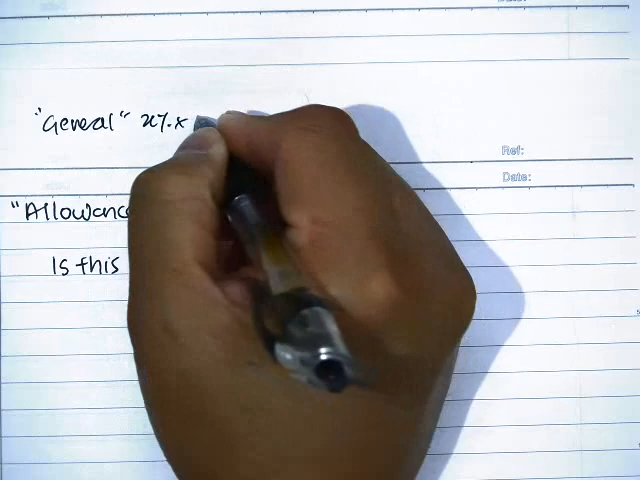 "General" x%. x
Ref:
Date:
"Allowanc
Is this